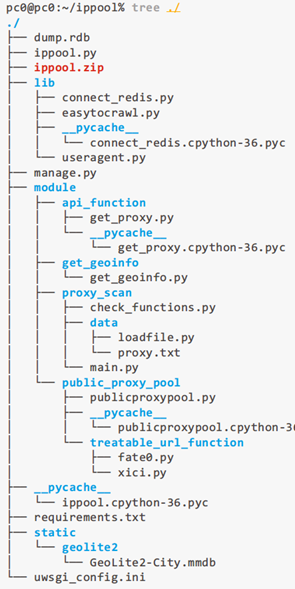 pc0@pc0:~/ippool% tree ./
./
├── dump.rdb
├── ippool.py
├── ippool.zip
├── lib
│   ├── connect_redis.py
│   ├── easytocrawl.py
│   ├── __pycache__
│   │   └── connect_redis.cpython-36.pyc
│   └── useragent.py
├── manage.py
├── module
│   ├── api_function
│   │   ├── get_proxy.py
│   │   └── __pycache__
│   │       └── get_proxy.cpython-36.pyc
│   ├── get_geoinfo
│   │   └── get_geoinfo.py
│   ├── proxy_scan
│   │   ├── check_functions.py
│   │   ├── data
│   │   │   ├── loadfile.py
│   │   │   └── proxy.txt
│   │   └── main.py
│   └── public_proxy_pool
│       ├── publicproxypool.py
│       ├── __pycache__
│       │   └── publicproxypool.cpython-36
│       └── treatable_url_function
│           ├── fate0.py
│           └── xici.py
├── __pycache__
│   └── ippool.cpython-36.pyc
├── requirements.txt
├── static
│   └── geolite2
│       └── GeoLite2-City.mmdb
└── uwsgi_config.ini